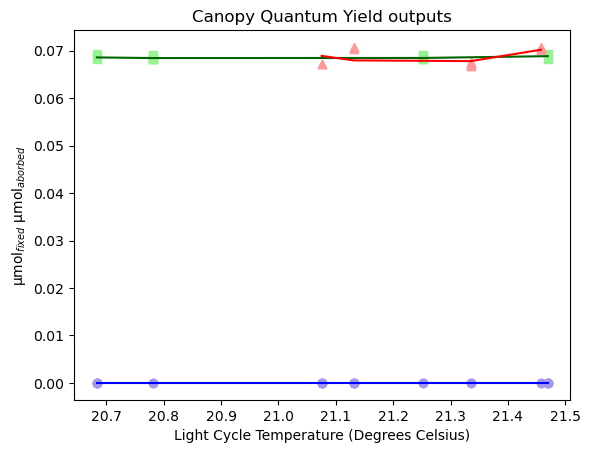 Canopy Quantum Yield outputs
0.07
0.06
0.05
0.04
0.03
0.02
0.01
0.00
µmol_fixed µmol_aborbed
20.7 20.8 20.9 21.0 21.1 21.2 21.3 21.4 21.5
Light Cycle Temperature (Degrees Celsius)